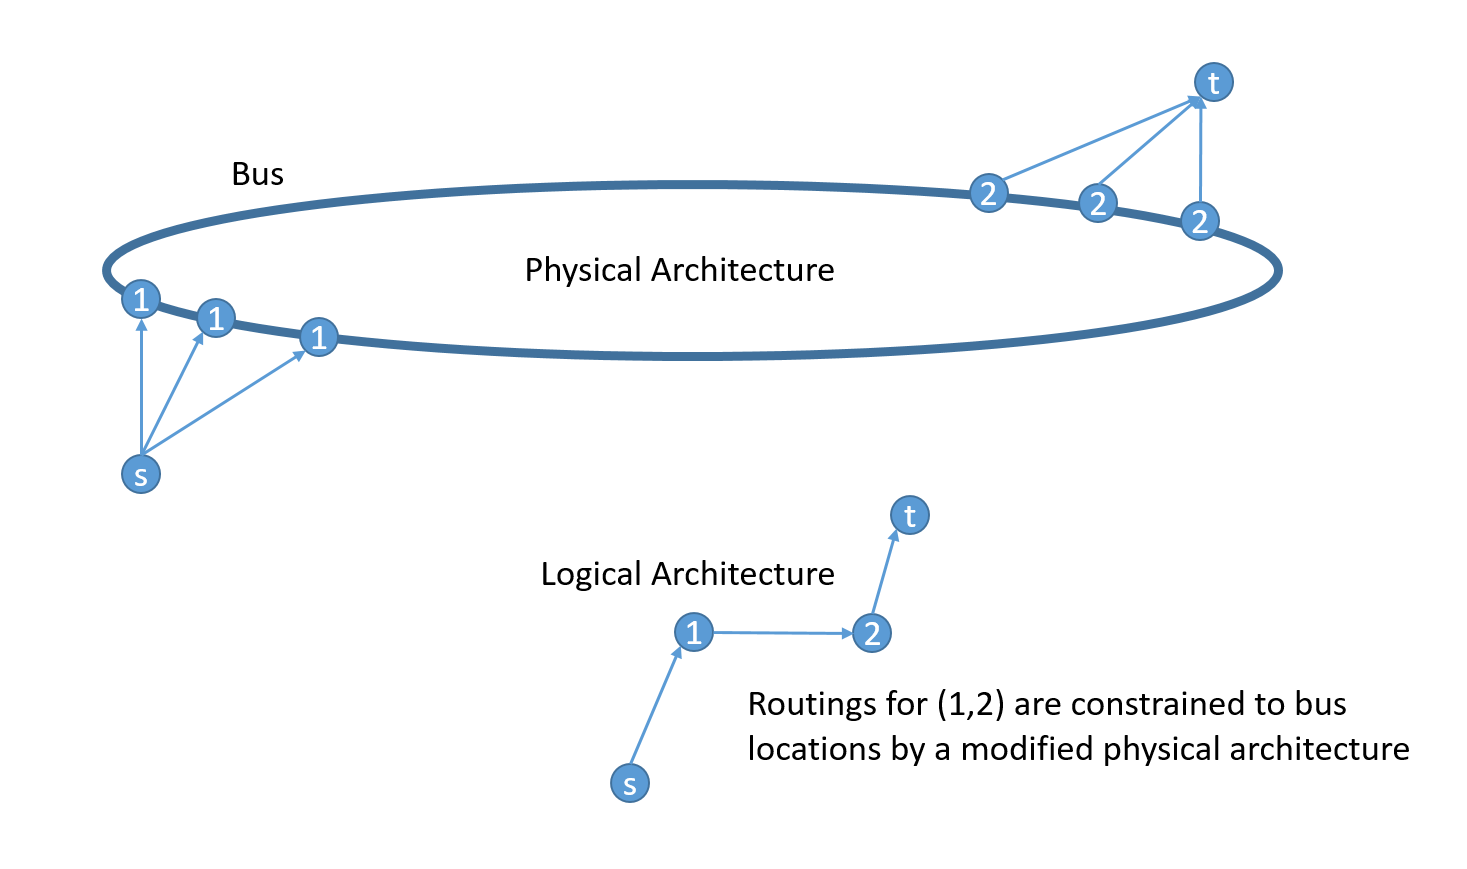 t
Bus
2
2
2
Physical Architecture
1
1
1
s
t
Logical Architecture
1
2
Routings for (1,2) are constrained to bus
locations by a modified physical architecture
s